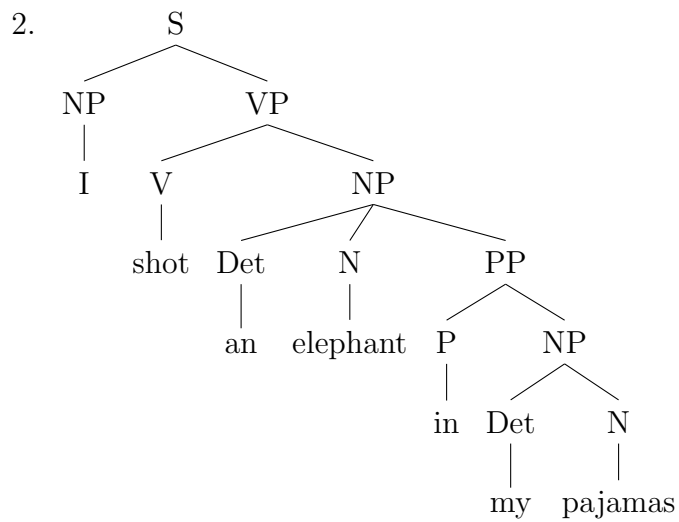 2. S
NP VP
I V NP
shot Det N PP
an elephant P NP
in Det N
my pajamas